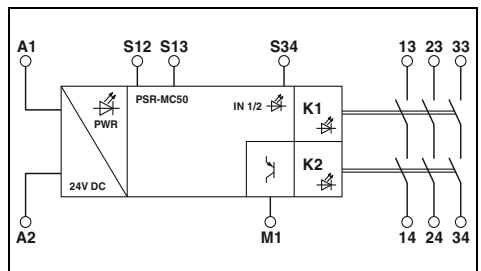 A1 S12 S13 S34 13 23 33
PSR-MC50 IN 1/2 K1
PWR
K2
24V DC
A2 M1 14 24 34